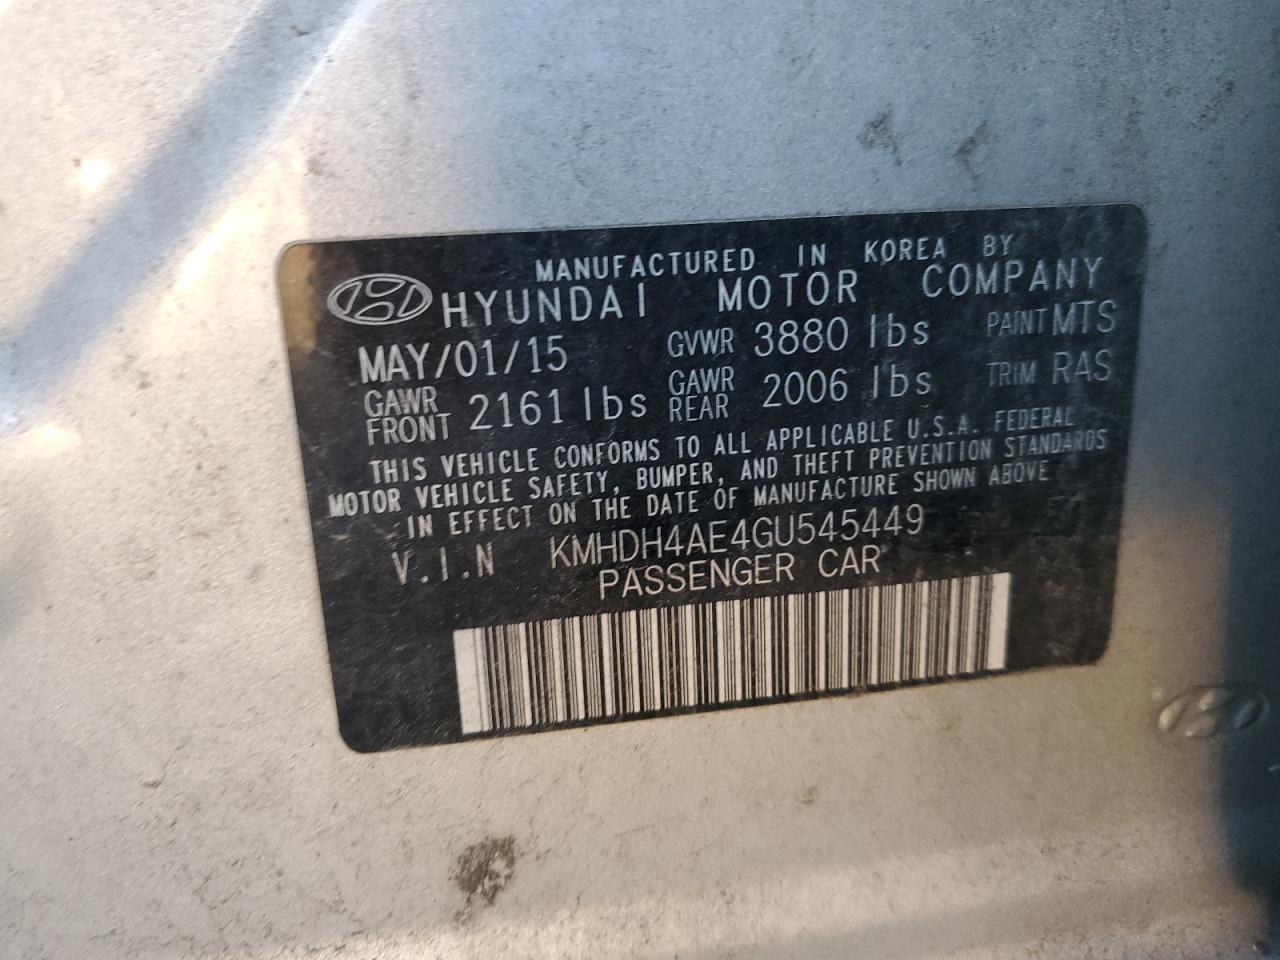 MANUFACTURED IN KOREA BY
HYUNDAI MOTOR COMPANY
MAY/01/15 GVWR 3880 lbs PAINT MTS
GAWR FRONT 2161 lbs GAWR REAR 2006 lbs TRIM RAS
THIS VEHICLE CONFORMS TO ALL APPLICABLE U.S.A. FEDERAL
MOTOR VEHICLE SAFETY, BUMPER, AND THEFT PREVENTION STANDARDS
IN EFFECT ON THE DATE OF MANUFACTURE SHOWN ABOVE
V.I.N KMHDH4AE4GU545449
PASSENGER CAR